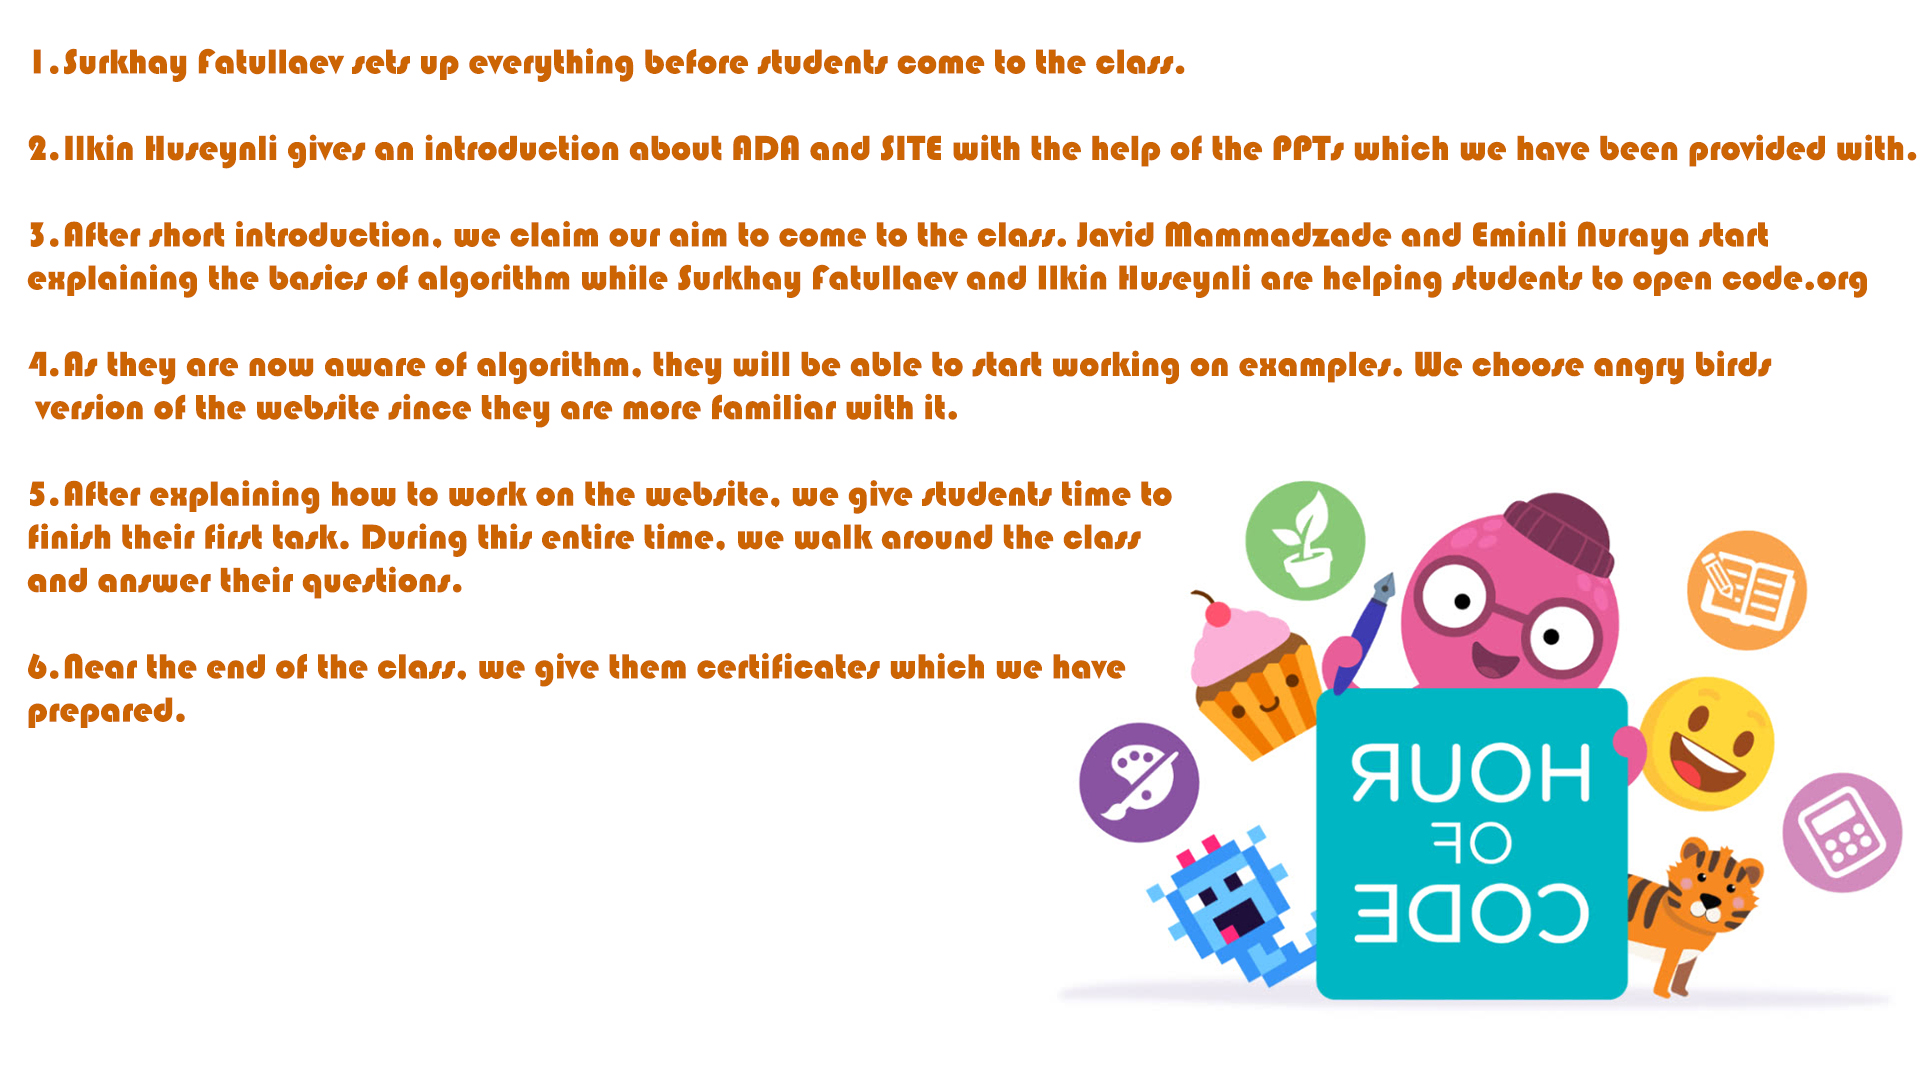 1.Surkhay Fatullaev sets up everything before students come to the class.
2.Ilkin Huseynli gives an introduction about ADA and SITE with the help of the PPTs which we have been provided with.
3.After short introduction, we claim our aim to come to the class. Javid Mammadzade and Eminli Nuraya start
explaining the basics of algorithm while Surkhay Fatullaev and Ilkin Huseynli are helping students to open code.org
4.As they are now aware of algorithm, they will be able to start working on examples. We choose angry birds
version of the website since they are more familiar with it.
5.After explaining how to work on the website, we give students time to
finish their first task. During this entire time, we walk around the class
and answer their questions.
6.Near the end of the class, we give them certificates which we have
prepared.
HOUR
OF
CODE